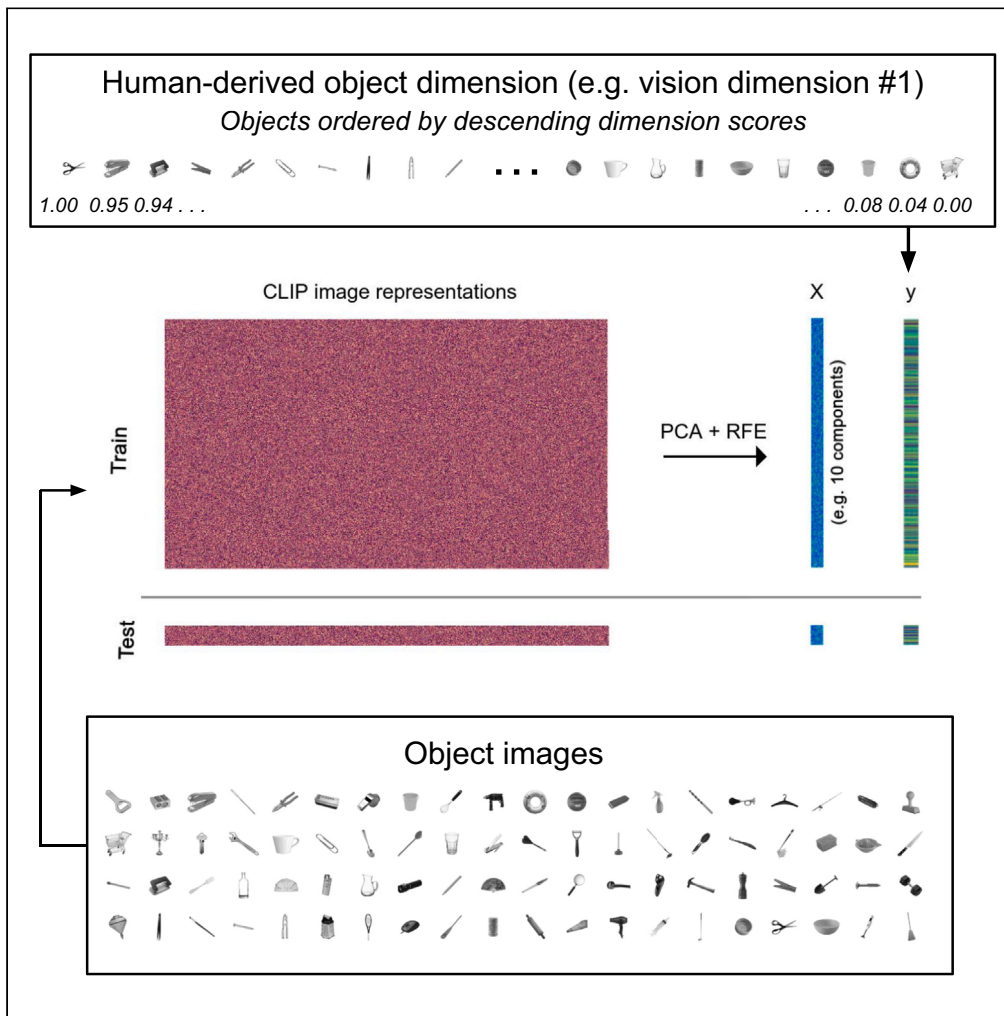 Human-derived object dimension (e.g. vision dimension #1)
Objects ordered by descending dimension scores
. . .
1.00 0.95 0.94 . . . . . . 0.08 0.04 0.00
CLIP image representations X y
Train
PCA + RFE
(e.g. 10 components)
Test
Object images